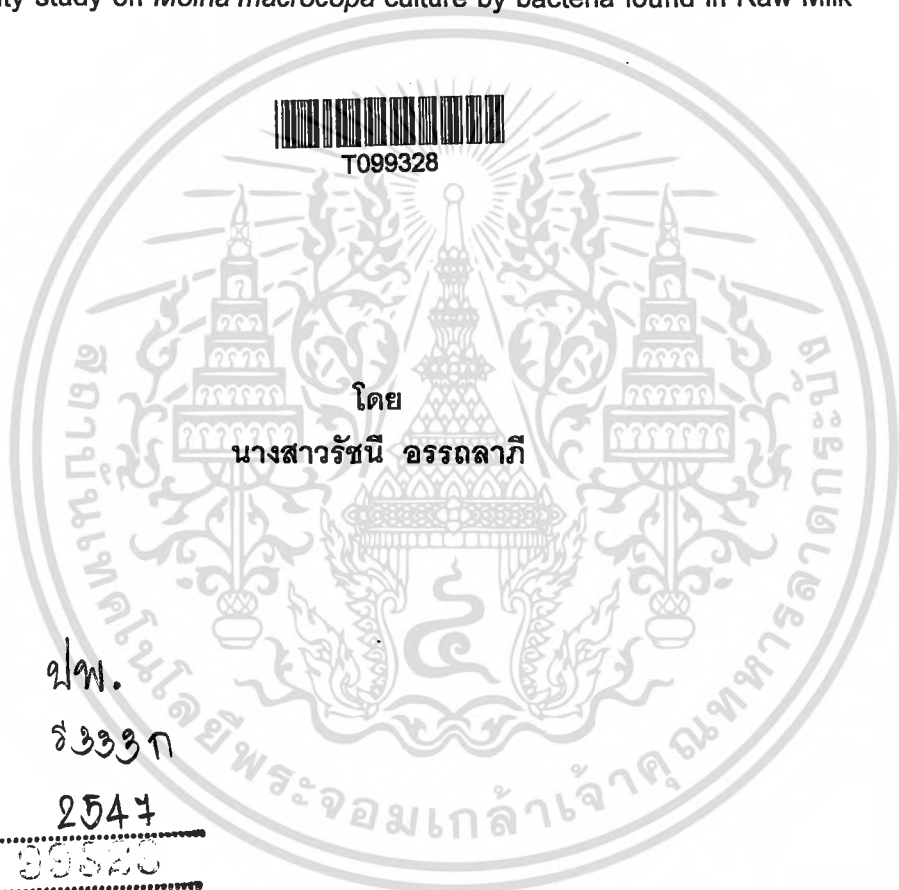 ity study on Moina macrocopa culture by bacteria found in Raw Milk
T099328
โดย
นางสาวรัชนี อรรถลาภี
สถาบันเทคโนโลยีพระจอมเกล้าเจ้าคุณทหารลาดกระบัง
ปพ.
ร333ก
2547